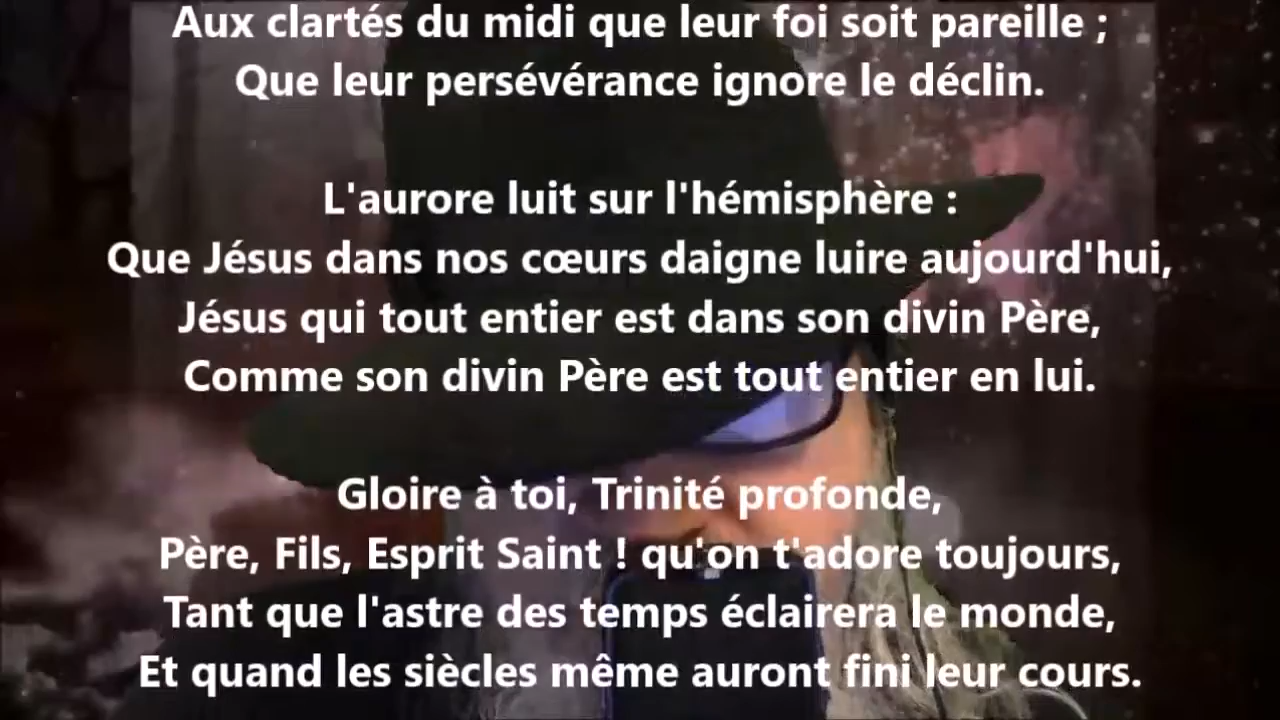 Aux clartés du midi que leur foi soit pareille ;
Que leur persévérance ignore le déclin.
L'aurore luit sur l'hémisphère :
Que Jésus dans nos cœurs daigne luire aujourd'hui,
Jésus qui tout entier est dans son divin Père,
Comme son divin Père est tout entier en lui.
Gloire à toi, Trinité profonde,
Père, Fils, Esprit Saint ! qu'on t'adore toujours,
Tant que l'astre des temps éclairera le monde,
Et quand les siècles même auront fini leur cours.